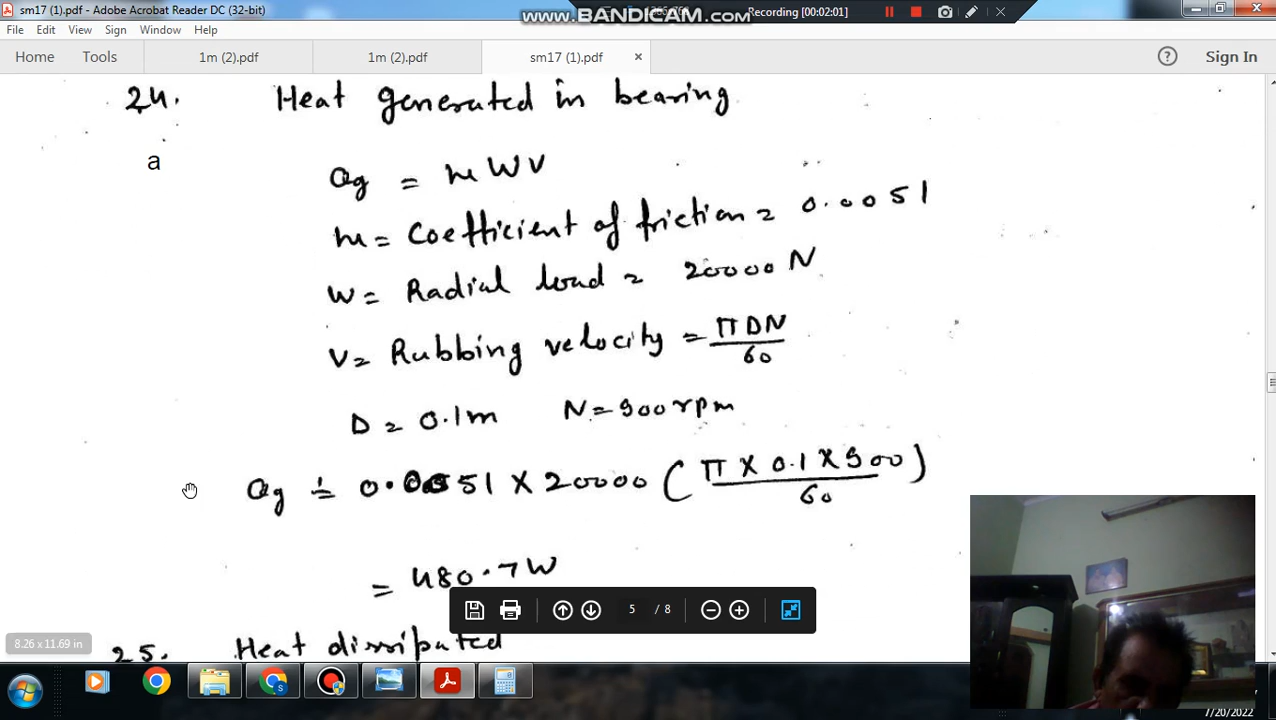 sm17 (1).pdf - Adobe Acrobat Reader DC (32-bit)
www.BANDICAM.com
Recording [00:02:01]
File Edit View Sign Window Help
Home Tools 1m (2).pdf 1m (2).pdf sm17 (1).pdf × Sign In
24. Heat generated in bearing
a
Qg = μ W V
μ = Coefficient of friction = 0.0051
W = Radial load = 20000 N
V = Rubbing velocity = πDN/60
D = 0.1m N = 900 rpm
Qg = 0.0051 X 20000 (π X 0.1 X 900/60)
= 480.7 W
5 / 8
8.26 x 11.69 in
25. Heat dissipated
7/20/2022